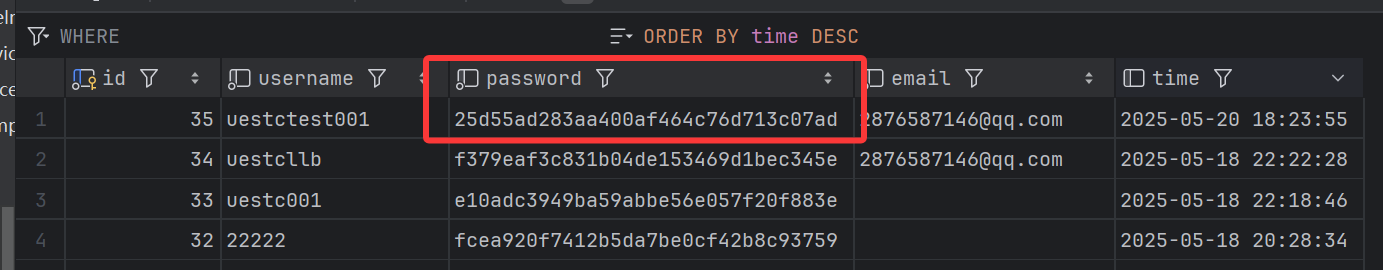 WHERE ORDER BY time DESC
id username password email time
1 35 uestctest001 25d55ad283aa400af464c76d713c07ad 2876587146@qq.com 2025-05-20 18:23:55
2 34 uestcllb f379eaf3c831b04de153469d1bec345e 2876587146@qq.com 2025-05-18 22:22:28
3 33 uestc001 e10adc3949ba59abbe56e057f20f883e 2025-05-18 22:18:46
4 32 22222 fcea920f7412b5da7be0cf42b8c93759 2025-05-18 20:28:34